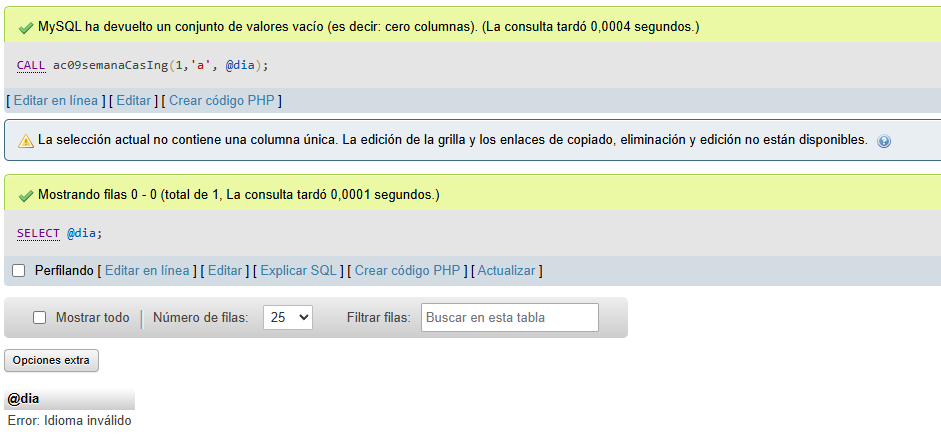 MySQL ha devuelto un conjunto de valores vacío (es decir: cero columnas). (La consulta tardó 0,0004 segundos.)
CALL ac09semanaCasIng(1,'a', @dia);
[ Editar en línea ] [ Editar ] [ Crear código PHP ]
La selección actual no contiene una columna única. La edición de la grilla y los enlaces de copiado, eliminación y edición no están disponibles.
Mostrando filas 0 - 0 (total de 1, La consulta tardó 0,0001 segundos.)
SELECT @dia;
Perfilando [ Editar en línea ] [ Editar ] [ Explicar SQL ] [ Crear código PHP ] [ Actualizar ]
Mostrar todo Número de filas: 25 Filtrar filas: Buscar en esta tabla
Opciones extra
@dia
Error: Idioma inválido